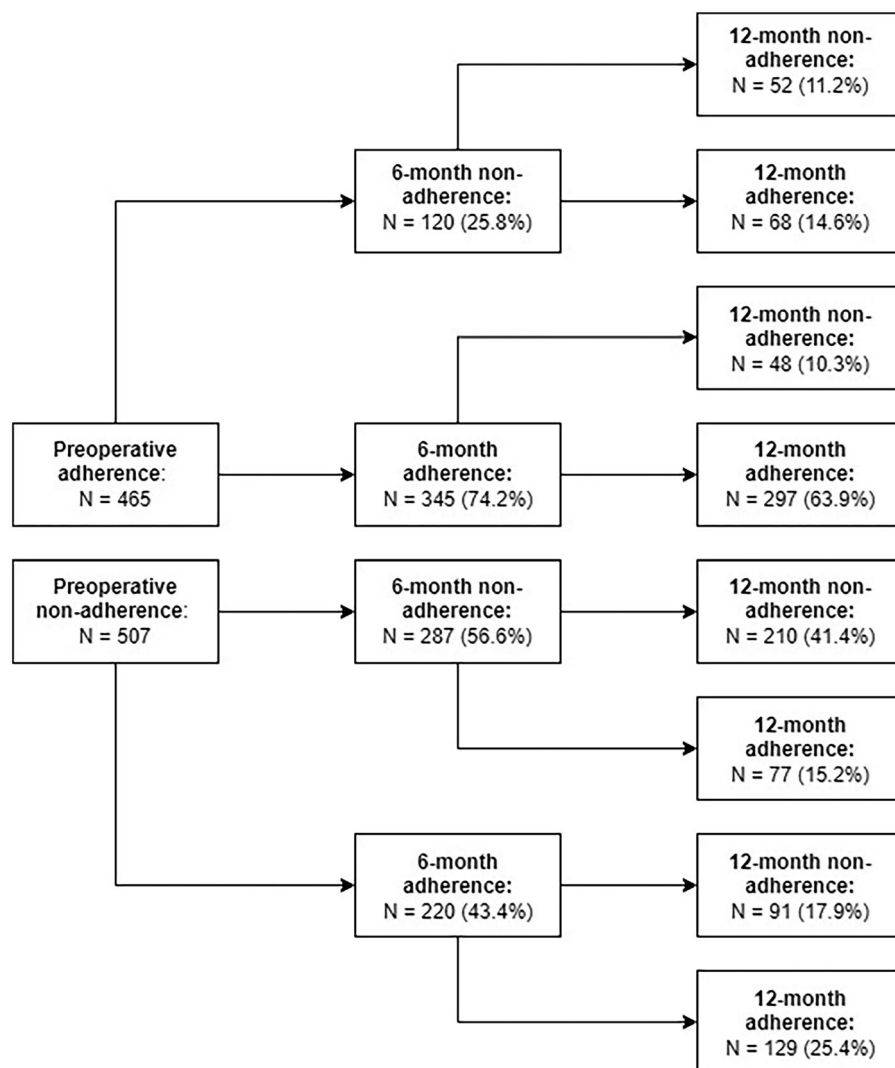 12-month non-
adherence:
N = 52 (11.2%)
6-month non-
adherence:
N = 120 (25.8%)
12-month
adherence:
N = 68 (14.6%)
12-month non-
adherence:
N = 48 (10.3%)
Preoperative
adherence:
N = 465
6-month
adherence:
N = 345 (74.2%)
12-month
adherence:
N = 297 (63.9%)
Preoperative
non-adherence:
N = 507
6-month non-
adherence:
N = 287 (56.6%)
12-month non-
adherence:
N = 210 (41.4%)
12-month
adherence:
N = 77 (15.2%)
6-month
adherence:
N = 220 (43.4%)
12-month non-
adherence:
N = 91 (17.9%)
12-month
adherence:
N = 129 (25.4%)